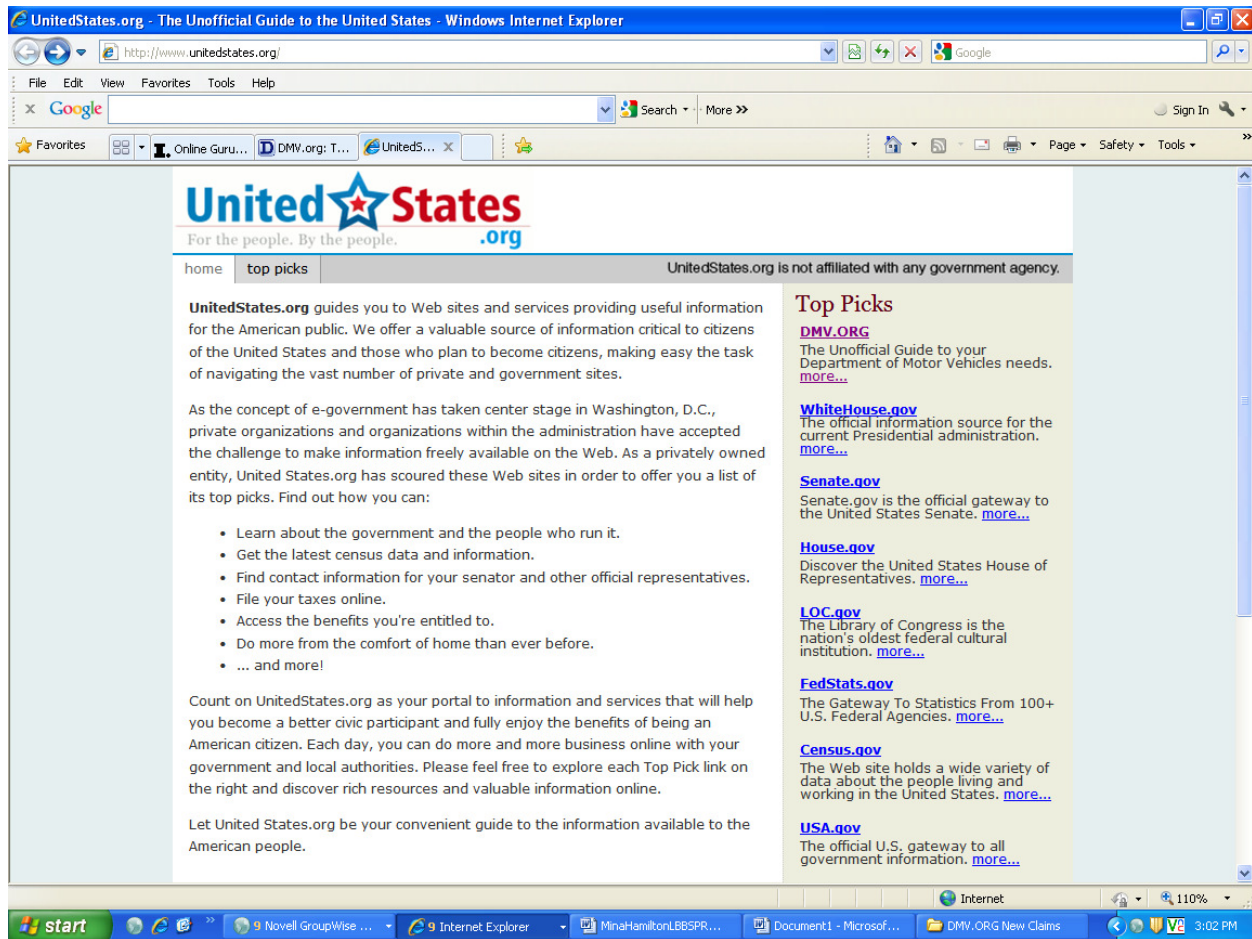 UnitedStates.org - The Unofficial Guide to the United States - Windows Internet Explorer
http://www.unitedstates.org/
Google
File Edit View Favorites Tools Help
x Google Search More »
Sign In
Favorites
Online Guru...
DMV.org: T...
UnitedS... X
Page Safety Tools »
United States
For the people. By the people. .org
home top picks
UnitedStates.org is not affiliated with any government agency.
UnitedStates.org guides you to Web sites and services providing useful information
for the American public. We offer a valuable source of information critical to citizens
of the United States and those who plan to become citizens, making easy the task
of navigating the vast number of private and government sites.
As the concept of e-government has taken center stage in Washington, D.C.,
private organizations and organizations within the administration have accepted
the challenge to make information freely available on the Web. As a privately owned
entity, United States.org has scoured these Web sites in order to offer you a list of
its top picks. Find out how you can:
• Learn about the government and the people who run it.
• Get the latest census data and information.
• Find contact information for your senator and other official representatives.
• File your taxes online.
• Access the benefits you're entitled to.
• Do more from the comfort of home than ever before.
• ... and more!
Count on UnitedStates.org as your portal to information and services that will help
you become a better civic participant and fully enjoy the benefits of being an
American citizen. Each day, you can do more and more business online with your
government and local authorities. Please feel free to explore each Top Pick link on
the right and discover rich resources and valuable information online.
Let United States.org be your convenient guide to the information available to the
American people.
Top Picks
DMV.ORG
The Unofficial Guide to your
Department of Motor Vehicles needs.
more...
WhiteHouse.gov
The official information source for the
current Presidential administration.
more...
Senate.gov
Senate.gov is the official gateway to
the United States Senate. more...
House.gov
Discover the United States House of
Representatives. more...
LOC.gov
The Library of Congress is the
nation's oldest federal cultural
institution. more...
FedStats.gov
The Gateway To Statistics From 100+
U.S. Federal Agencies. more...
Census.gov
The Web site holds a wide variety of
data about the people living and
working in the United States. more...
USA.gov
The official U.S. gateway to all
government information. more...
Internet
110%
start
»
9 Novell GroupWise ...
9 Internet Explorer
MinaHamiltonLBBSPR...
Document1 - Microsof...
DMV.ORG New Claims
3:02 PM